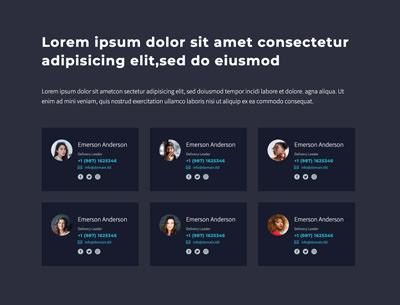 Lorem ipsum dolor sit amet consectetur
adipisicing elit,sed do eiusmod
Lorem ipsum dolor sit ametcon sectetur adipisicing elit, sed doiusmod tempor incidi labore et dolore. magna aliqua. Ut
enim ad mini veniam, quis nostrud exercitation ullamco laboris nisi ut aliquip ex ea commodo consequat.
Emerson Anderson
Delivery Leader
+1 (987) 1625346
info@domain.tld
Emerson Anderson
Delivery Leader
+1 (987) 1625346
info@domain.tld
Emerson Anderson
Delivery Leader
+1 (987) 1625346
info@domain.tld
Emerson Anderson
Delivery Leader
+1 (987) 1625346
info@domain.tld
Emerson Anderson
Delivery Leader
+1 (987) 1625346
info@domain.tld
Emerson Anderson
Delivery Leader
+1 (987) 1625346
info@domain.tld